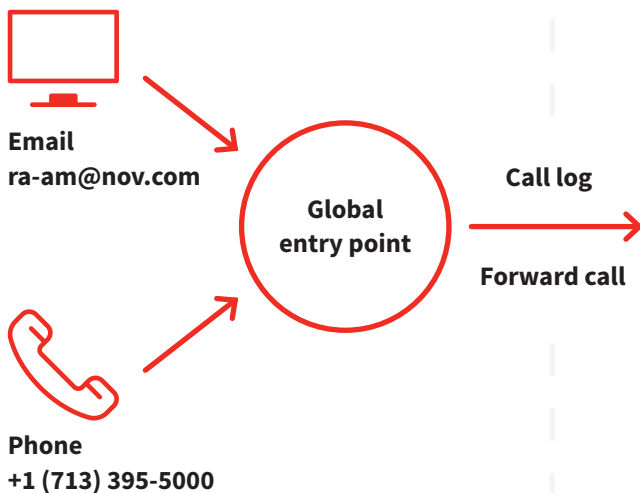 Email
ra-am@nov.com
Global
entry point
Call log
Forward call
Phone
+1 (713) 395-5000